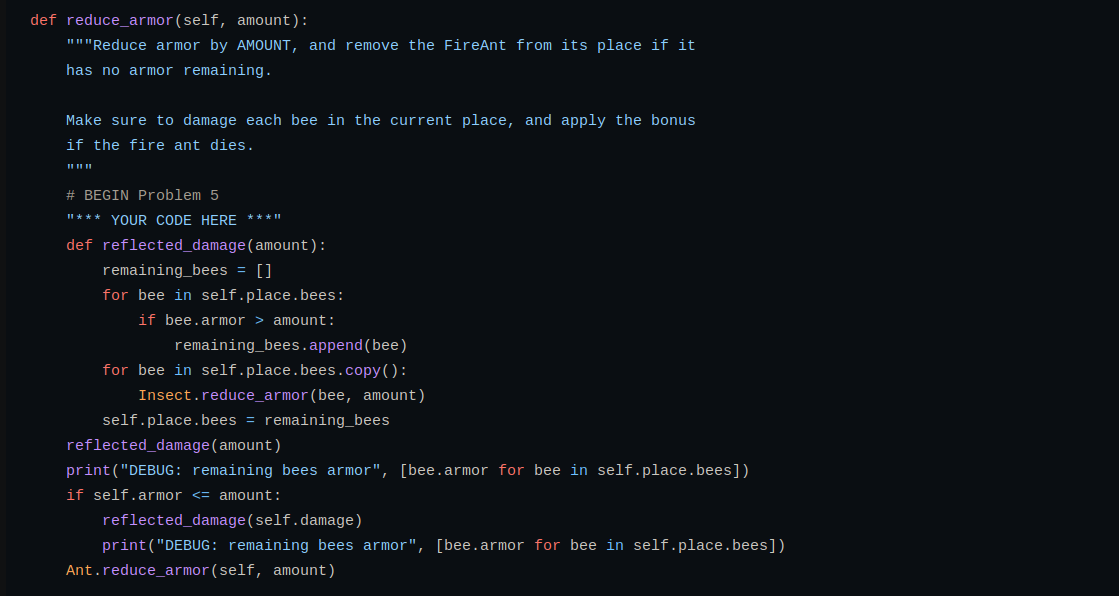 def reduce_armor(self, amount):
    """Reduce armor by AMOUNT, and remove the FireAnt from its place if it
    has no armor remaining.

    Make sure to damage each bee in the current place, and apply the bonus
    if the fire ant dies.
    """
    # BEGIN Problem 5
    "*** YOUR CODE HERE ***"
    def reflected_damage(amount):
        remaining_bees = []
        for bee in self.place.bees:
            if bee.armor > amount:
                remaining_bees.append(bee)
        for bee in self.place.bees.copy():
            Insect.reduce_armor(bee, amount)
        self.place.bees = remaining_bees
    reflected_damage(amount)
    print("DEBUG: remaining bees armor", [bee.armor for bee in self.place.bees])
    if self.armor <= amount:
        reflected_damage(self.damage)
        print("DEBUG: remaining bees armor", [bee.armor for bee in self.place.bees])
    Ant.reduce_armor(self, amount)